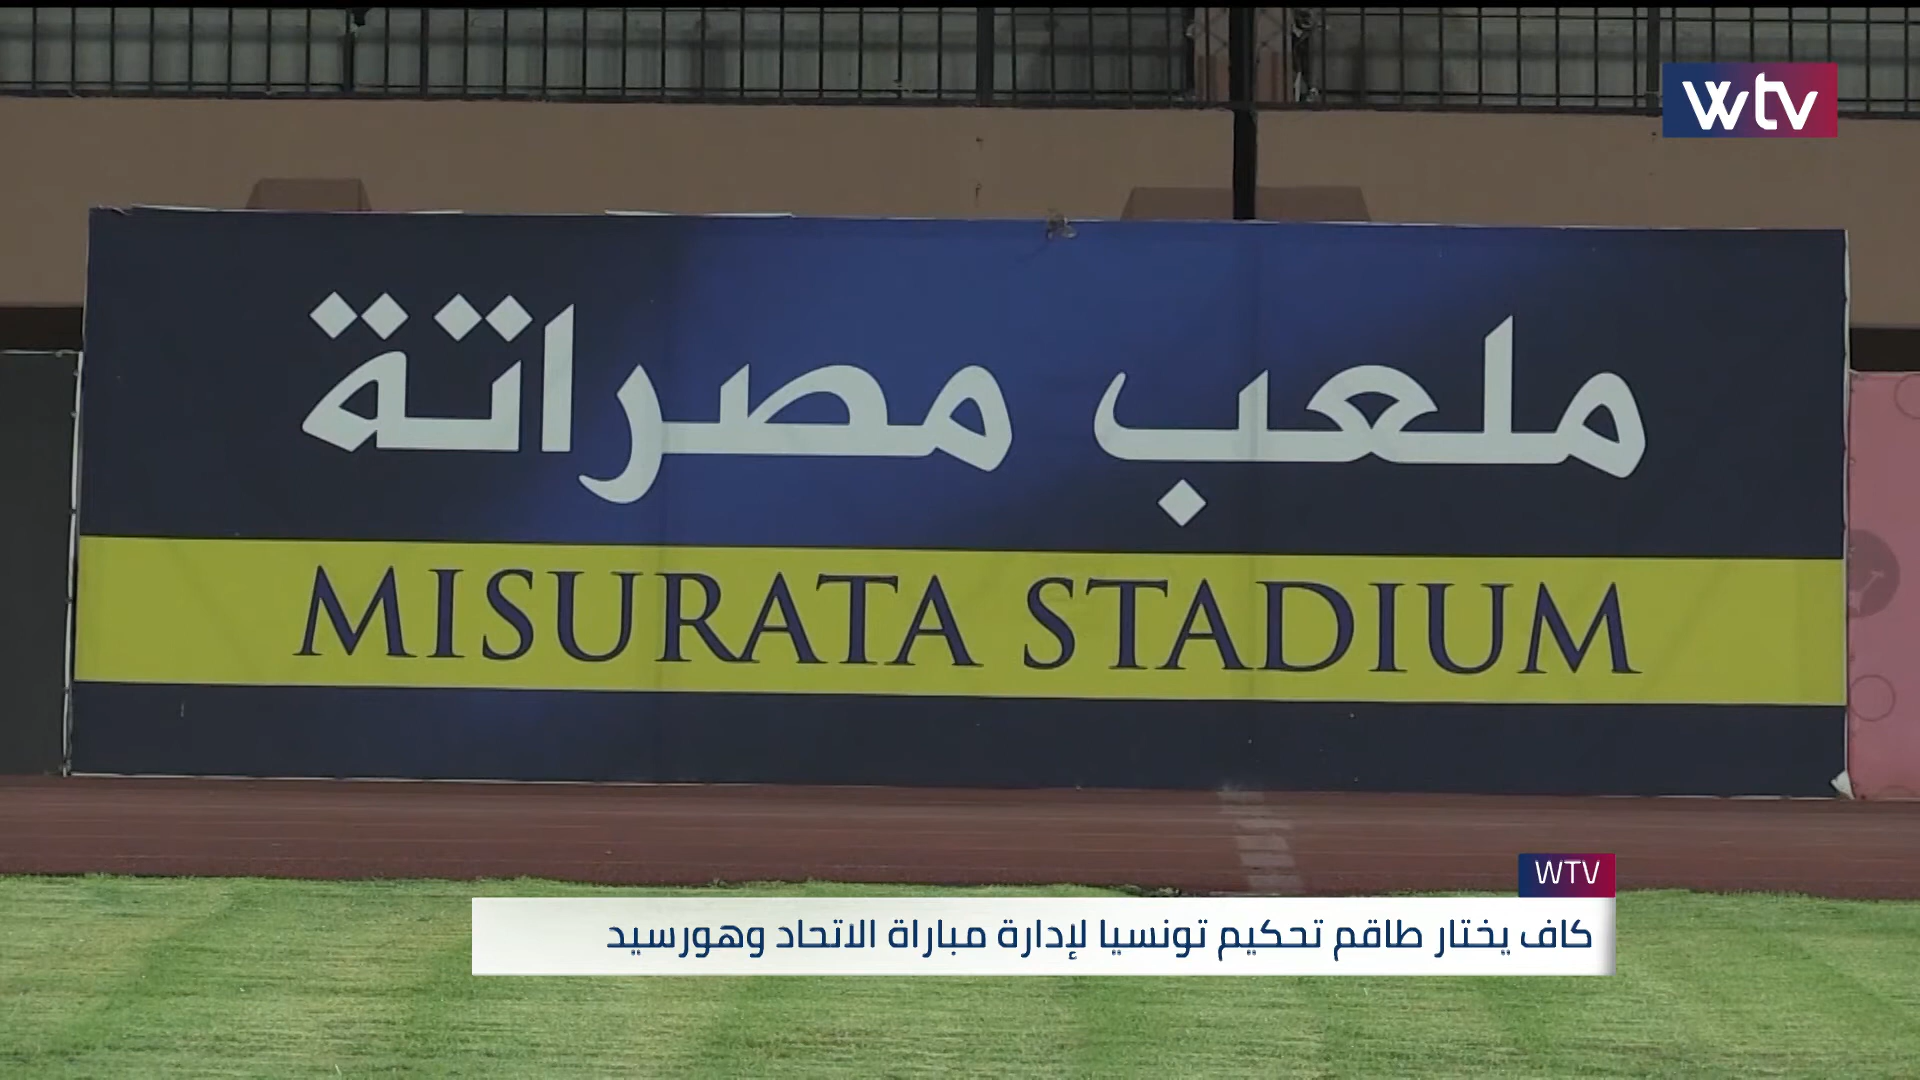 wtv
ملعب مصراتة
MISURATA STADIUM
WTV
كاف يختار طاقم تحكيم تونسيا لإدارة مباراة الاتحاد وهورسيد